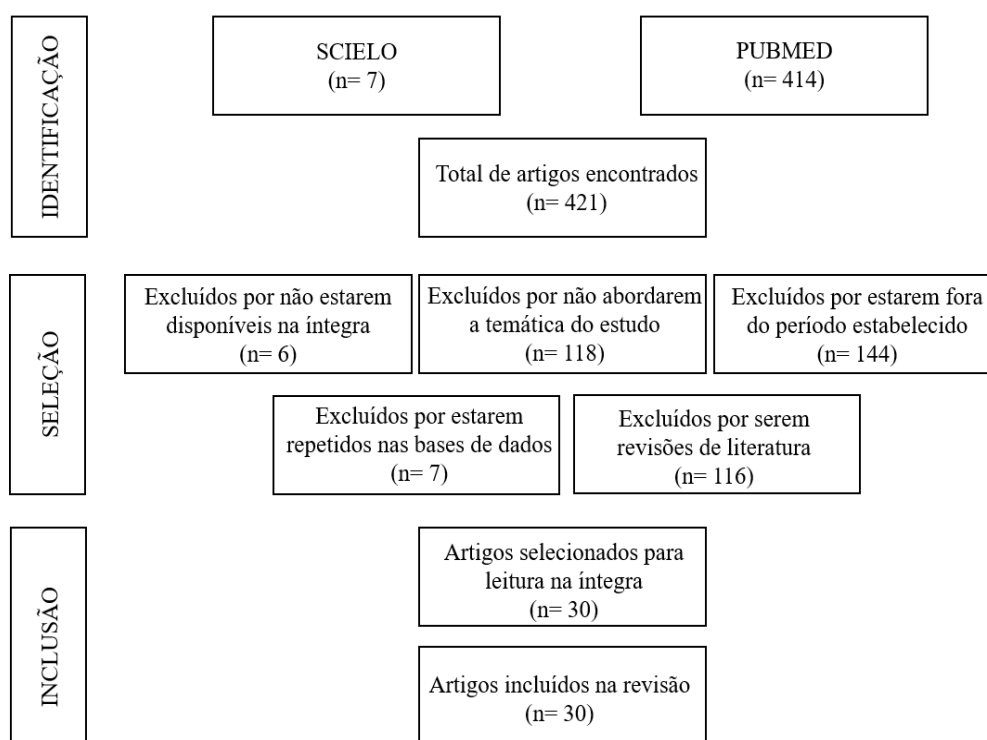 IDENTIFICAÇÃO
SCIELO
(n= 7)
PUBMED
(n= 414)
Total de artigos encontrados
(n= 421)
SELEÇÃO
Excluídos por não estarem
disponíveis na íntegra
(n= 6)
Excluídos por não abordarem
a temática do estudo
(n= 118)
Excluídos por estarem fora
do período estabelecido
(n= 144)
Excluídos por estarem
repetidos nas bases de dados
(n= 7)
Excluídos por serem
revisões de literatura
(n= 116)
INCLUSÃO
Artigos selecionados para
leitura na íntegra
(n= 30)
Artigos incluídos na revisão
(n= 30)